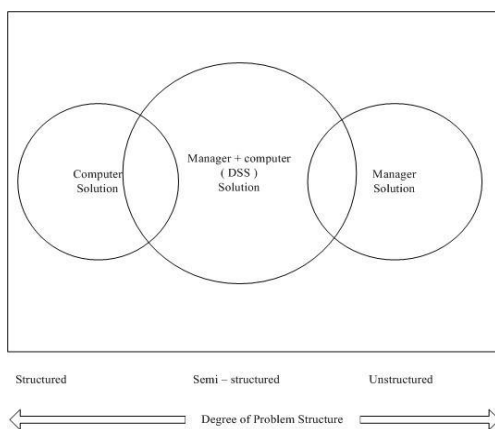 Computer
Solution
Manager + computer
( DSS )
Solution
Manager
Solution
Structured
Semi – structured
Unstructured
Degree of Problem Structure